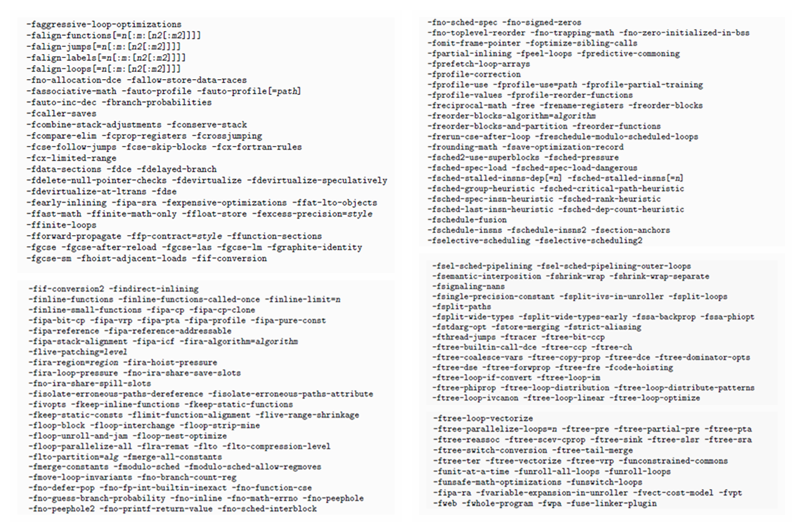 -faggressive-loop-optimizations
-falign-functions[=n[:m:[n2[:m2]]]]
-falign-jumps[=n[:m:[n2[:m2]]]]
-falign-labels[=n[:m:[n2[:m2]]]]
-falign-loops[=n[:m:[n2[:m2]]]]
-fno-allocation-dce -fallow-store-data-races
-fassociative-math -fauto-profile -fauto-profile[=path]
-fauto-inc-dec -fbranch-probabilities
-fcaller-saves
-fcombine-stack-adjustments -fconserve-stack
-fcompare-elim -fcprop-registers -fcrossjumping
-fcse-follow-jumps -fcse-skip-blocks -fcx-fortran-rules
-fcx-limited-range
-fdata-sections -fdce -fdelayed-branch
-fdelete-null-pointer-checks -fdevirtualize -fdevirtualize-speculatively
-fdevirtualize-at-ltrans -fdse
-fearly-inlining -fipa-sra -fexpensive-optimizations -ffat-lto-objects
-ffast-math -ffinite-math-only -ffloat-store -fexcess-precision=style
-ffinite-loops
-fforward-propagate -ffp-contract=style -ffunction-sections
-fgcse -fgcse-after-reload -fgcse-las -fgcse-lm -fgraphite-identity
-fgcse-sm -fhoist-adjacent-loads -fif-conversion
-fif-conversion2 -findirect-inlining
-finline-functions -finline-functions-called-once -finline-limit=n
-finline-small-functions -fipa-cp -fipa-cp-clone
-fipa-bit-cp -fipa-vrp -fipa-pta -fipa-profile -fipa-pure-const
-fipa-reference -fipa-reference-addressable
-fipa-stack-alignment -fipa-icf -fira-algorithm=algorithm
-flive-patching=level
-fira-region=region -fira-hoist-pressure
-fira-loop-pressure -fno-ira-share-save-slots
-fno-ira-share-spill-slots
-fisolate-erroneous-paths-dereference -fisolate-erroneous-paths-attribute
-fivopts -fkeep-inline-functions -fkeep-static-functions
-fkeep-static-consts -flimit-function-alignment -flive-range-shrinkage
-floop-block -floop-interchange -floop-strip-mine
-floop-unroll-and-jam -floop-nest-optimize
-floop-parallelize-all -flra-remat -flto -flto-compression-level
-flto-partition=alg -fmerge-all-constants
-fmerge-constants -fmodulo-sched -fmodulo-sched-allow-regmoves
-fmove-loop-invariants -fno-branch-count-reg
-fno-defer-pop -fno-fp-int-builtin-inexact -fno-function-cse
-fno-guess-branch-probability -fno-inline -fno-math-errno -fno-peephole
-fno-peephole2 -fno-printf-return-value -fno-sched-interblock
-fno-sched-spec -fno-signed-zeros
-fno-toplevel-reorder -fno-trapping-math -fno-zero-initialized-in-bss
-fomit-frame-pointer -foptimize-sibling-calls
-fpartial-inlining -fpeel-loops -fpredictive-commoning
-fprefetch-loop-arrays
-fprofile-correction
-fprofile-use -fprofile-use=path -fprofile-partial-training
-fprofile-values -fprofile-reorder-functions
-freciprocal-math -free -frename-registers -freorder-blocks
-freorder-blocks-algorithm=algorithm
-freorder-blocks-and-partition -freorder-functions
-frerun-cse-after-loop -freschedule-modulo-scheduled-loops
-frounding-math -fsave-optimization-record
-fsched2-use-superblocks -fsched-pressure
-fsched-spec-load -fsched-spec-load-dangerous
-fsched-stalled-insns-dep[=n] -fsched-stalled-insns[=n]
-fsched-group-heuristic -fsched-critical-path-heuristic
-fsched-spec-insn-heuristic -fsched-rank-heuristic
-fsched-last-insn-heuristic -fsched-dep-count-heuristic
-fschedule-fusion
-fschedule-insns -fschedule-insns2 -fsection-anchors
-fselective-scheduling -fselective-scheduling2
-fsel-sched-pipelining -fsel-sched-pipelining-outer-loops
-fsemantic-interposition -fshrink-wrap -fshrink-wrap-separate
-fsignaling-nans
-fsingle-precision-constant -fsplit-ivs-in-unroller -fsplit-loops
-fsplit-paths
-fsplit-wide-types -fsplit-wide-types-early -fssa-backprop -fssa-phiopt
-fstdarg-opt -fstore-merging -fstrict-aliasing
-fthread-jumps -ftracer -ftree-bit-ccp
-ftree-builtin-call-dce -ftree-ccp -ftree-ch
-ftree-coalesce-vars -ftree-copy-prop -ftree-dce -ftree-dominator-opts
-ftree-dse -ftree-forwprop -ftree-fre -fcode-hoisting
-ftree-loop-if-convert -ftree-loop-im
-ftree-phiprop -ftree-loop-distribution -ftree-loop-distribute-patterns
-ftree-loop-ivcanon -ftree-loop-linear -ftree-loop-optimize
-ftree-loop-vectorize
-ftree-parallelize-loops=n -ftree-pre -ftree-partial-pre -ftree-pta
-ftree-reassoc -ftree-scev-cprop -ftree-sink -ftree-slsr -ftree-sra
-ftree-switch-conversion -ftree-tail-merge
-ftree-ter -ftree-vectorize -ftree-vrp -funconstrained-commons
-funit-at-a-time -funroll-all-loops -funroll-loops
-funsafe-math-optimizations -funswitch-loops
-fipa-ra -fvariable-expansion-in-unroller -fvect-cost-model -fvpt
-fweb -fwhole-program -fwpa -fuse-linker-plugin